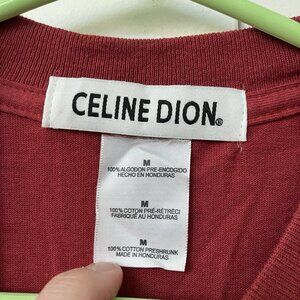 CELINE DION®
M
100% ALGODON PRE-ENCOGIDO
HECHO EN HONDURAS
M
100% COTON PRÉ-RÉTRÉCI
FABRIQUÉ AU HONDURAS
M
100% COTTON PRESHRUNK
MADE IN HONDURAS